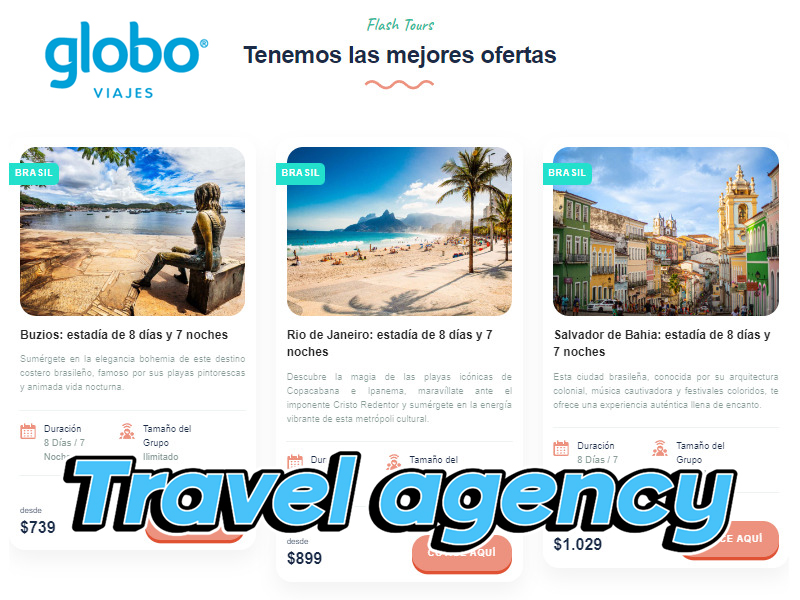 globo®
VIAJES
Flash Tours
Tenemos las mejores ofertas
BRASIL
Buzios: estadía de 8 días y 7 noches
Sumérgete en la elegancia bohemia de este destino
costero brasileño, famoso por sus playas pintorescas
y animada vida nocturna.
Duración
8 Días / 7
Tamaño del
Grupo
Ilimitado
desde
$739
BRASIL
Rio de Janeiro: estadía de 8 días y 7
noches
Descubre la magia de las playas icónicas de
Copacabana e Ipanema, maravíllate ante el
imponente Cristo Redentor y sumérgete en la energía
vibrante de esta metrópoli cultural.
Tamaño del
desde
$899
AQUÍ
BRASIL
Salvador de Bahia: estadía de 8 días y
7 noches
Esta ciudad brasileña, conocida por su arquitectura
colonial, música cautivadora y festivales coloridos, te
ofrece una experiencia auténtica llena de encanto.
Duración
8 Días / 7
Tamaño del
Grupo
$1.029
AQUÍ
Travel agency